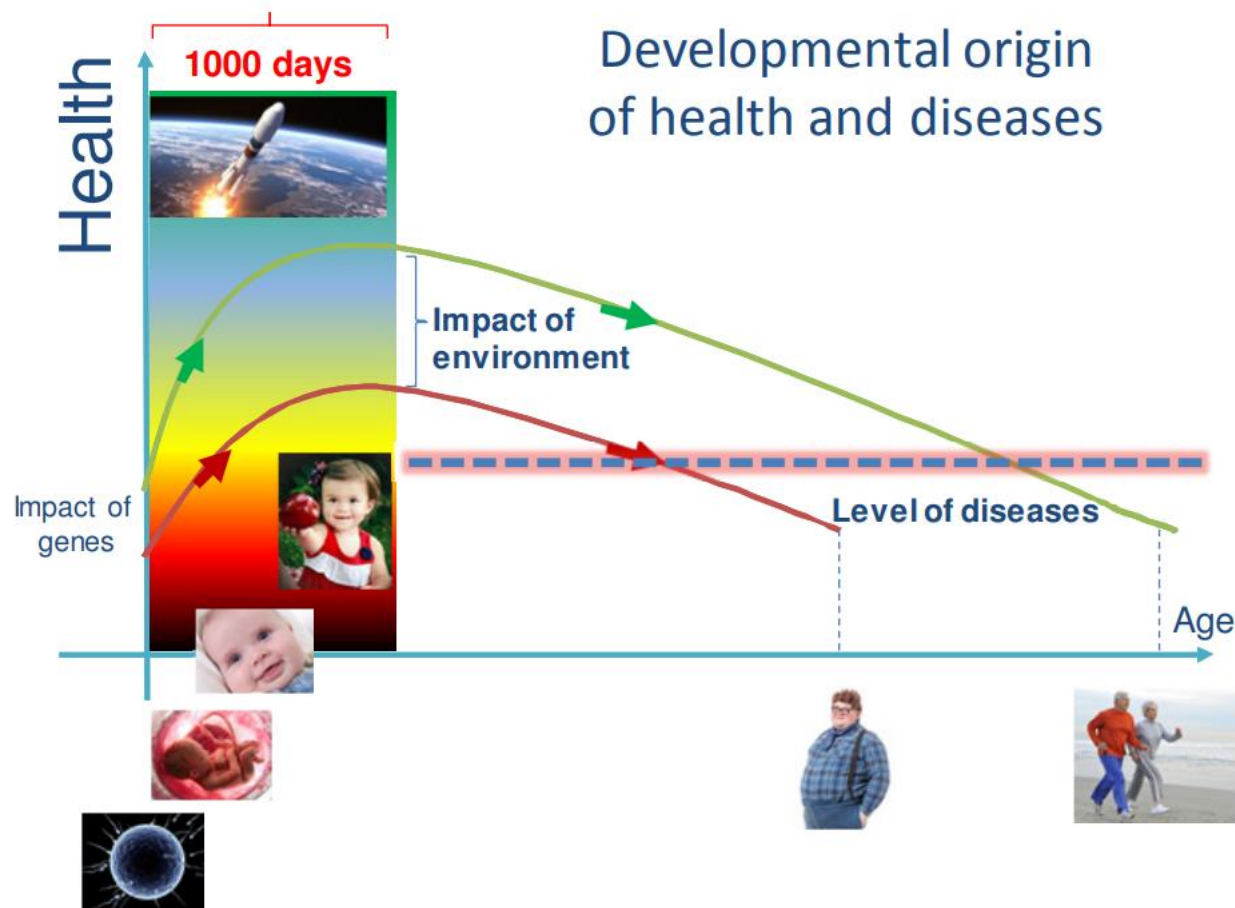 1000 days
Developmental origin
of health and diseases
Health
Impact of
environment
Impact of
genes
Level of diseases
Age